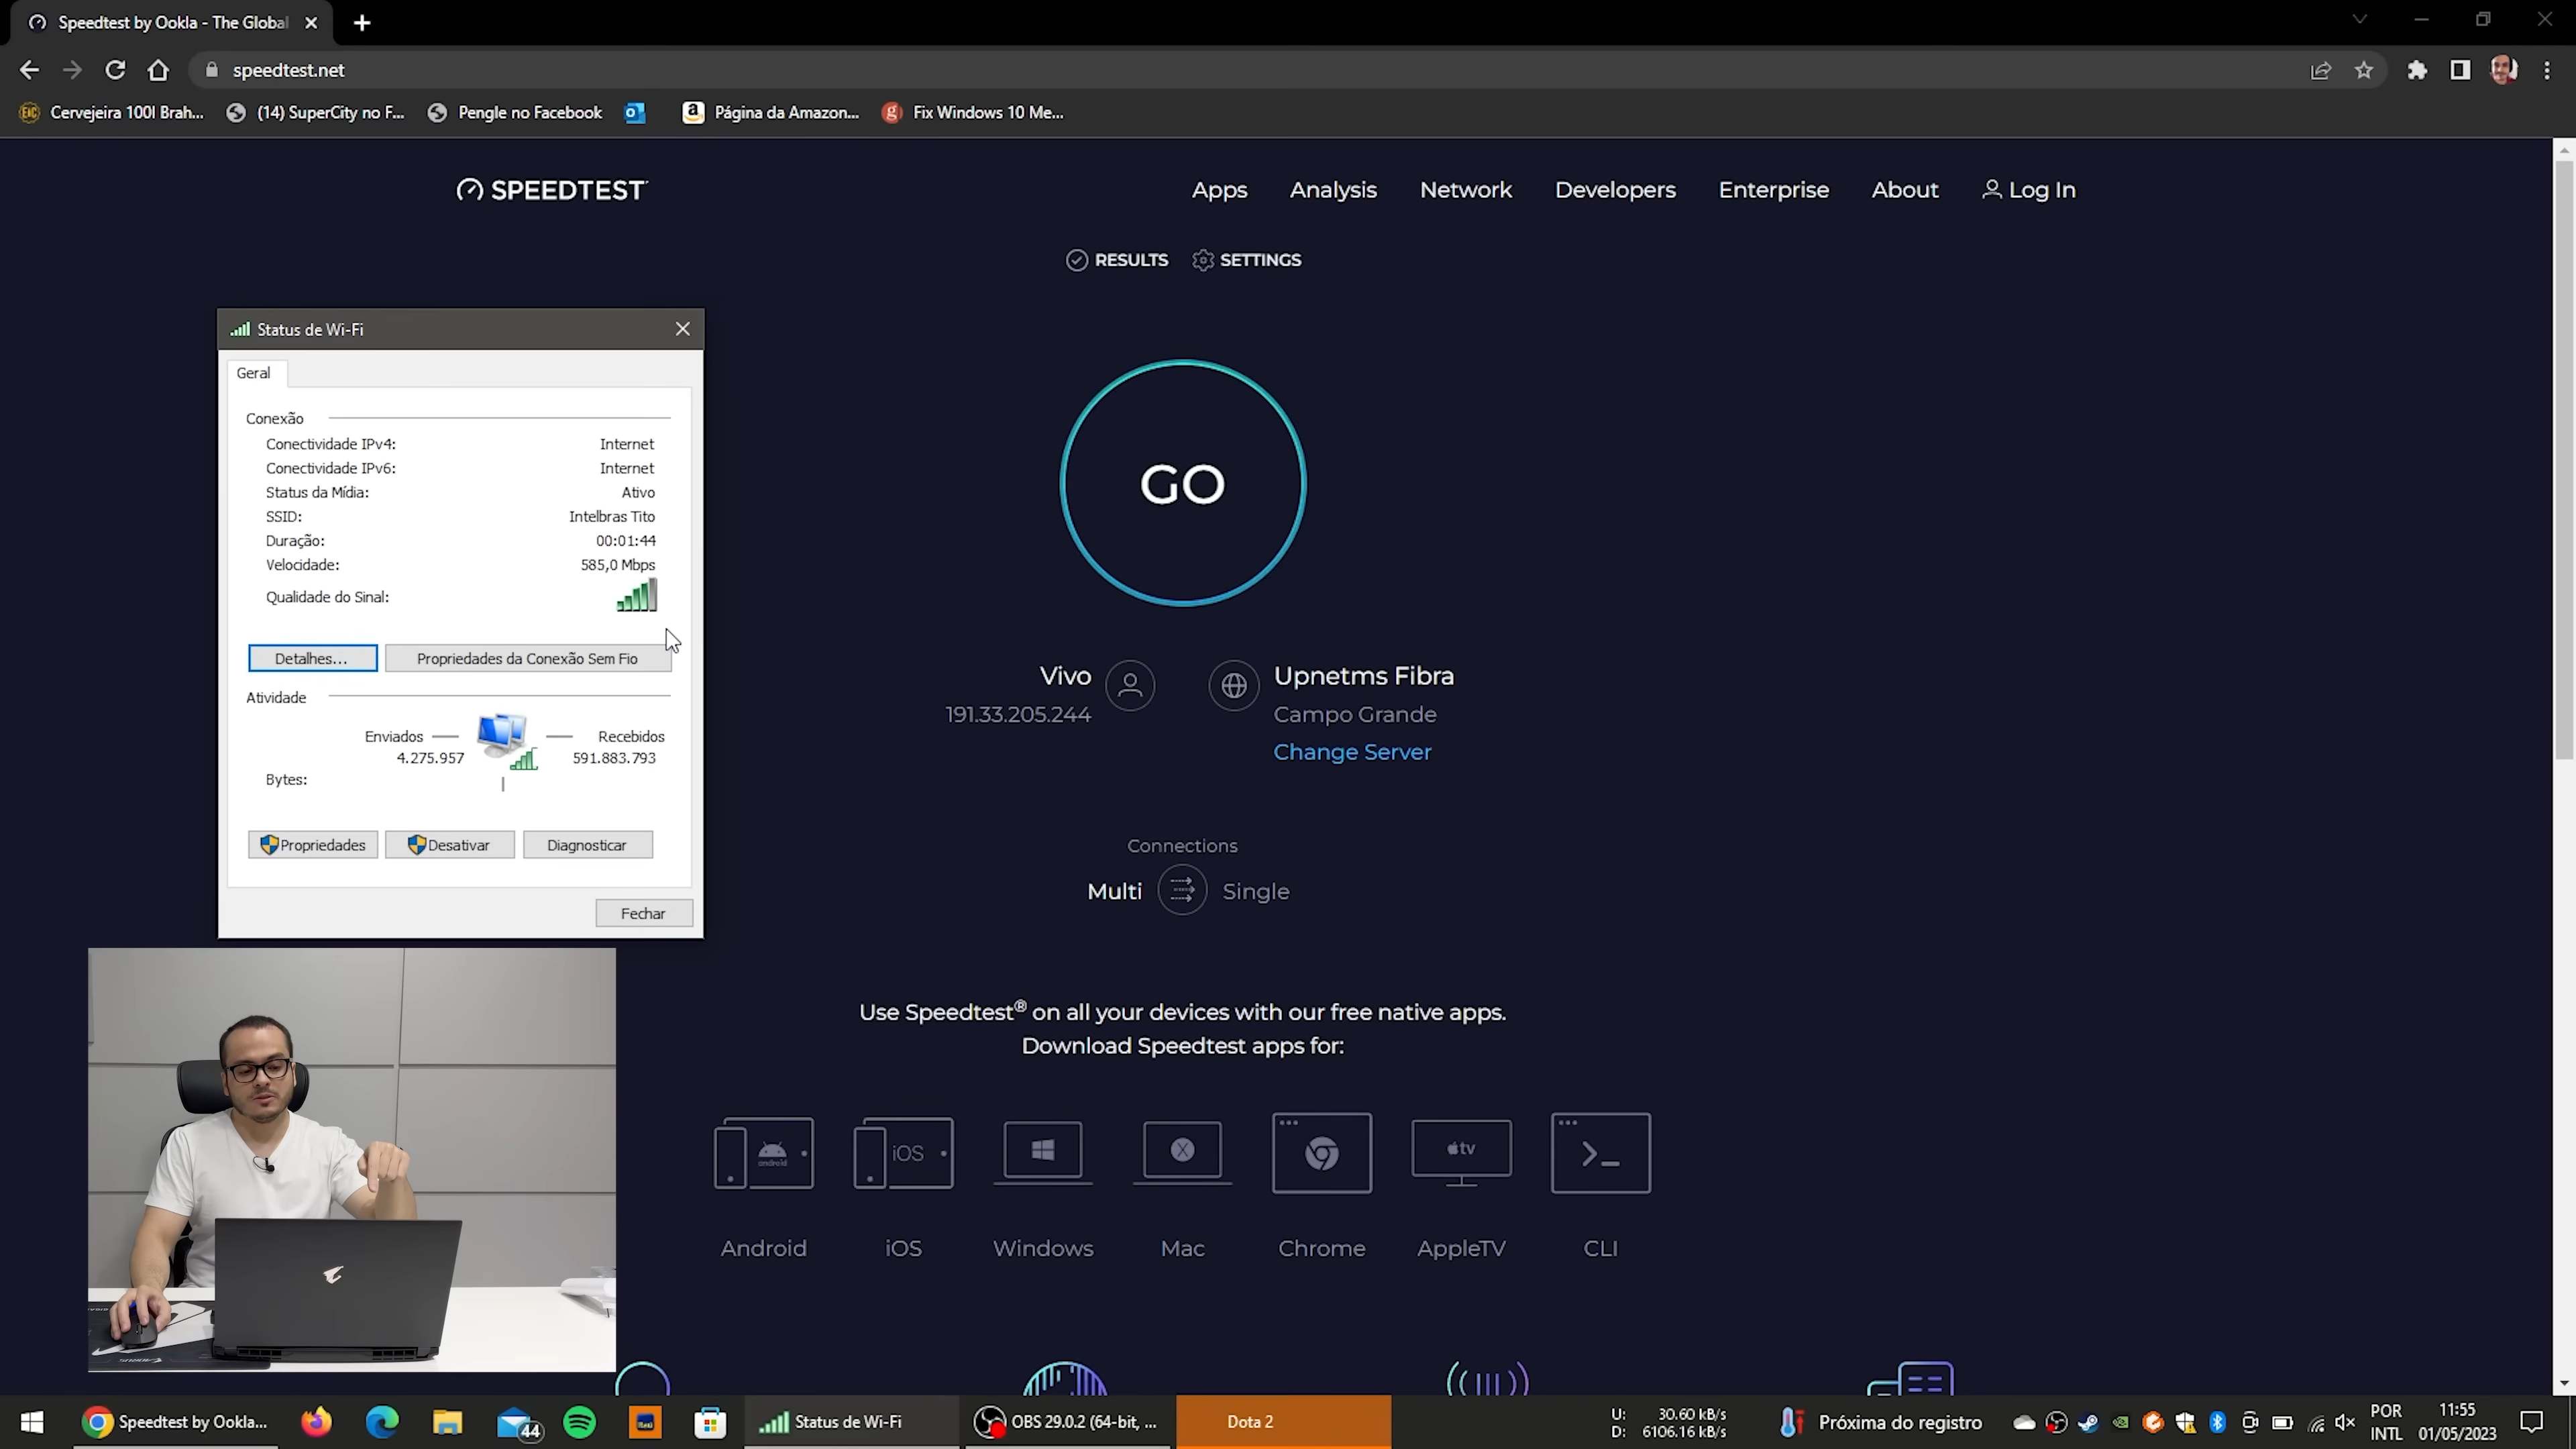 Speedtest by Ookla - The Global
speedtest.net
Cervejeira 100l Brah...
(14) SuperCity no F...
Pengle no Facebook
Página da Amazon...
Fix Windows 10 Me...
SPEEDTEST
Apps
Analysis
Network
Developers
Enterprise
About
Log In
RESULTS
SETTINGS
Status de Wi-Fi
Geral
Conexão
Conectividade IPv4: Internet
Conectividade IPv6: Internet
Status da Mídia: Ativo
SSID: Intelbras Tito
Duração: 00:01:44
Velocidade: 585,0 Mbps
Qualidade do Sinal:
Detalhes...
Propriedades da Conexão Sem Fio
Atividade
Enviados
Recebidos
Bytes: 4.275.957 591.883.793
Propriedades
Desativar
Diagnosticar
Fechar
GO
Vivo
191.33.205.244
Upnetms Fibra
Campo Grande
Change Server
Connections
Multi
Single
Use Speedtest® on all your devices with our free native apps.
Download Speedtest apps for:
android
iOS
X
tv
Android
iOS
Windows
Mac
Chrome
AppleTV
CLI
Speedtest by Ookla...
44
Status de Wi-Fi
OBS 29.0.2 (64-bit, ...
Dota 2
U: 30.60 kB/s
D: 6106.16 kB/s
Próxima do registro
POR
INTL
11:55
01/05/2023